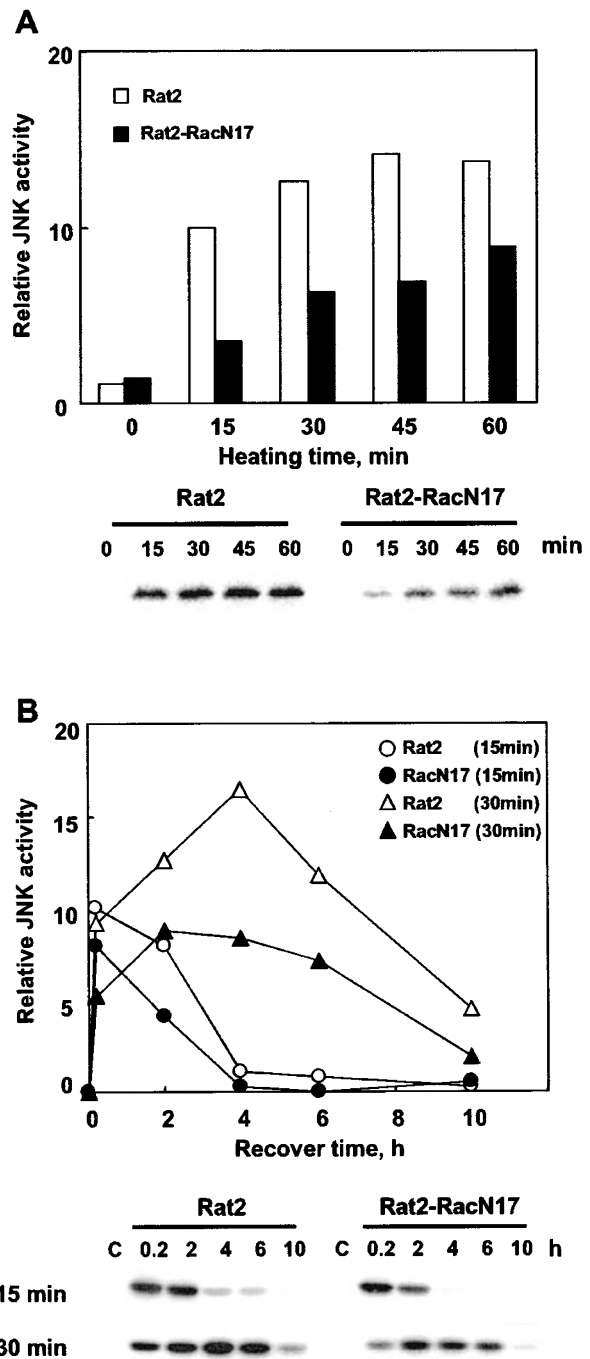 A
20
Rat2
Rat2-RacN17
10
0
Relative JNK activity
0 15 30 45 60
Heating time, min
Rat2 Rat2-RacN17
0 15 30 45 60 0 15 30 45 60 min
B
20
15
10
5
0
Relative JNK activity
Rat2 (15min)
RacN17 (15min)
Rat2 (30min)
RacN17 (30min)
0 2 4 6 8 10
Recover time, h
Rat2 Rat2-RacN17
C 0.2 2 4 6 10 C 0.2 2 4 6 10 h
15 min
30 min